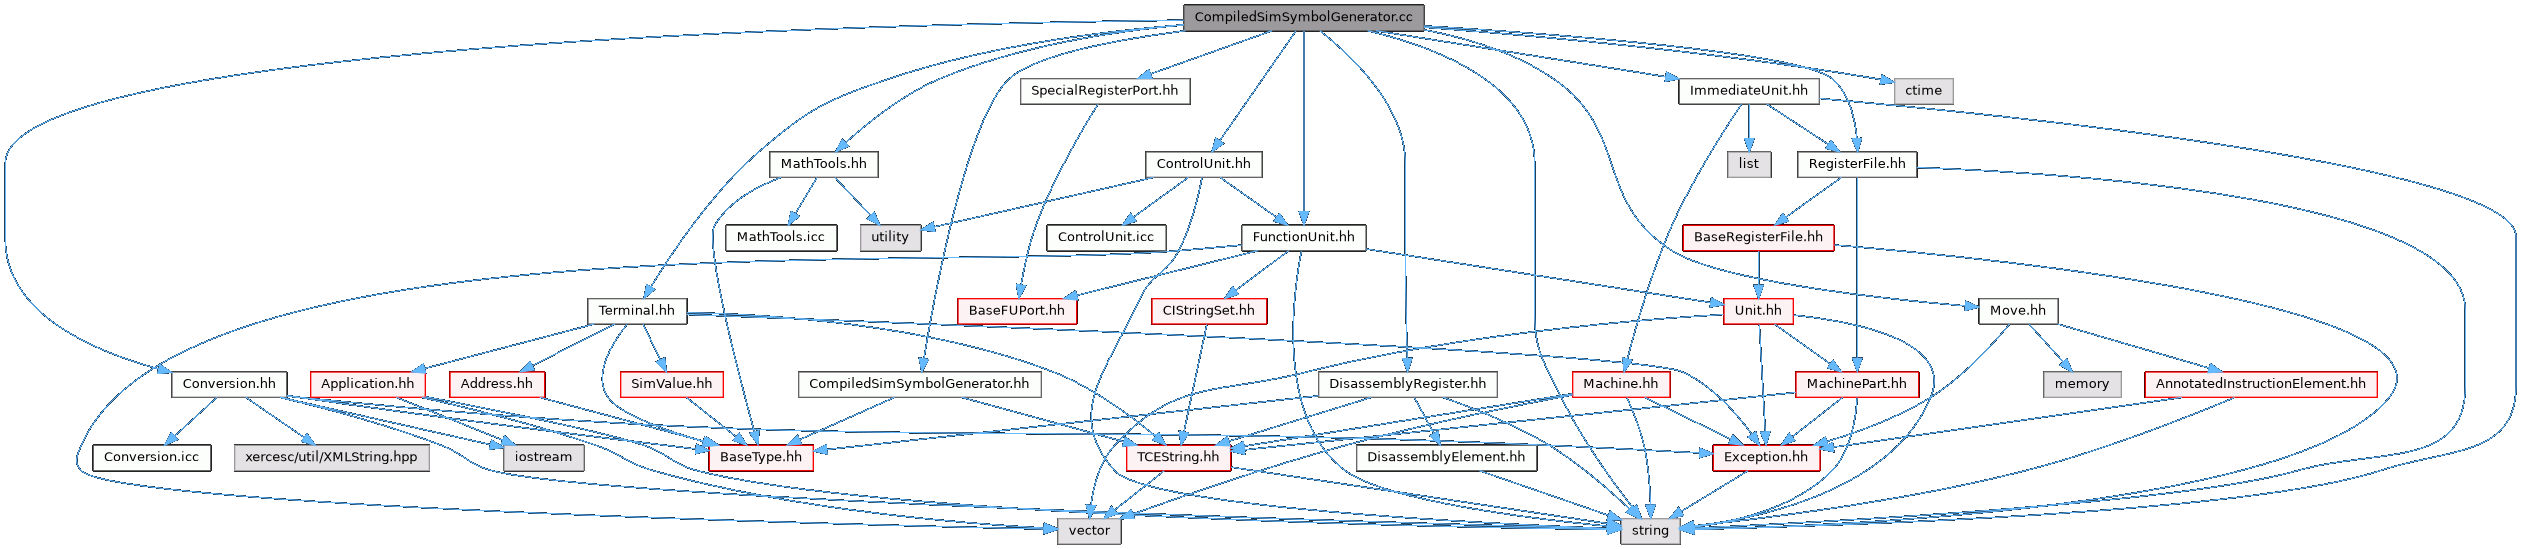 CompiledSimSymbolGenerator.cc
SpecialRegisterPort.hh
ImmediateUnit.hh
ctime
MathTools.hh
ControlUnit.hh
list
RegisterFile.hh
MathTools.icc
utility
ControlUnit.icc
FunctionUnit.hh
BaseRegisterFile.hh
Terminal.hh
BaseFUPort.hh
CIStringSet.hh
Unit.hh
Move.hh
Conversion.hh
Application.hh
Address.hh
SimValue.hh
CompiledSimSymbolGenerator.hh
DisassemblyRegister.hh
Machine.hh
MachinePart.hh
memory
AnnotatedInstructionElement.hh
Conversion.icc
xercesc/util/XMLString.hpp
iostream
BaseType.hh
TCEString.hh
DisassemblyElement.hh
Exception.hh
vector
string